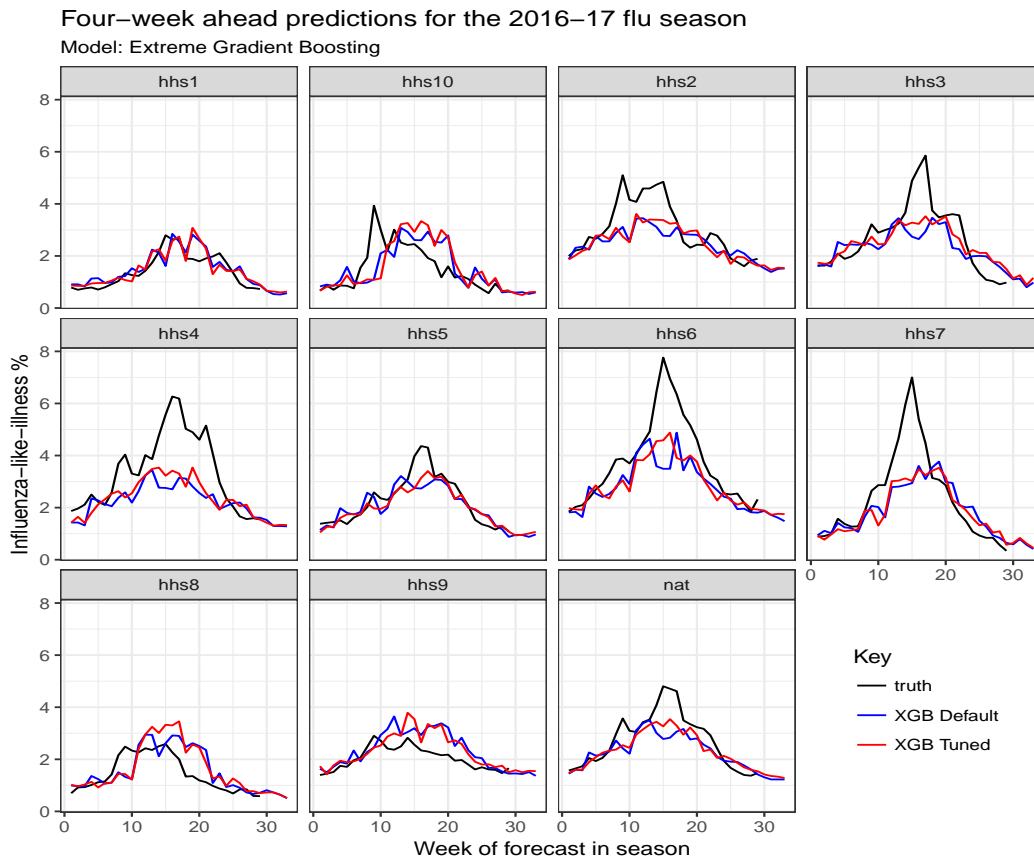 Four−week ahead predictions for the 2016−17 flu season
Model: Extreme Gradient Boosting
hhs1
hhs10
hhs2
hhs3
8
6
4
2
0
hhs4
hhs5
hhs6
hhs7
8
6
4
2
0
0 10 20 30
hhs8
hhs9
nat
8
6
4
2
0
0 10 20 30
0 10 20 30
0 10 20 30
Influenza−like−illness %
Week of forecast in season
Key
truth
XGB Default
XGB Tuned